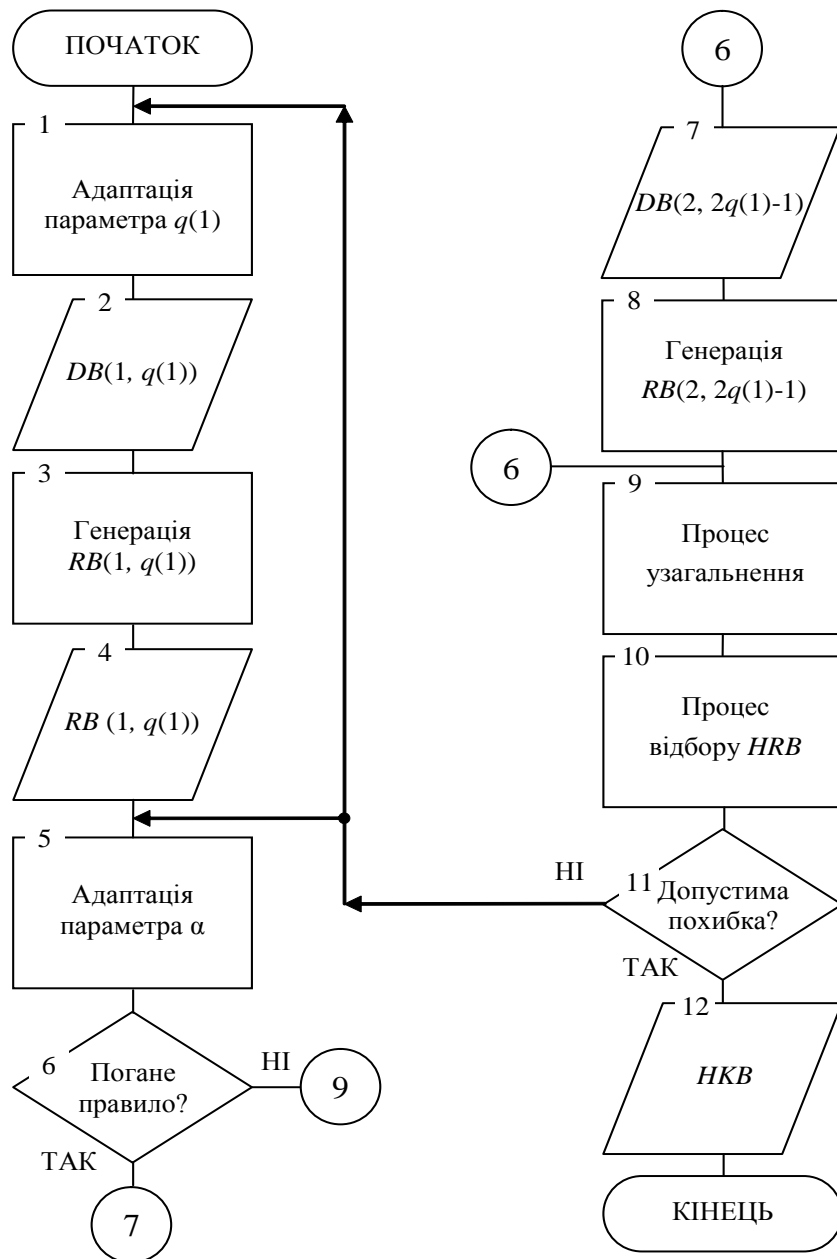 ПОЧАТОК
1
Адаптація
параметра q(1)
2
DB(1, q(1))
3
Генерація
RB(1, q(1))
4
RB (1, q(1))
5
Адаптація
параметра α
6
Погане
правило?
НІ
9
ТАК
7
6
7
DB(2, 2q(1)-1)
8
Генерація
RB(2, 2q(1)-1)
6
9
Процес
узагальнення
10
Процес
відбору HRB
НІ
11
Допустима
похибка?
ТАК
12
HKB
КІНЕЦЬ